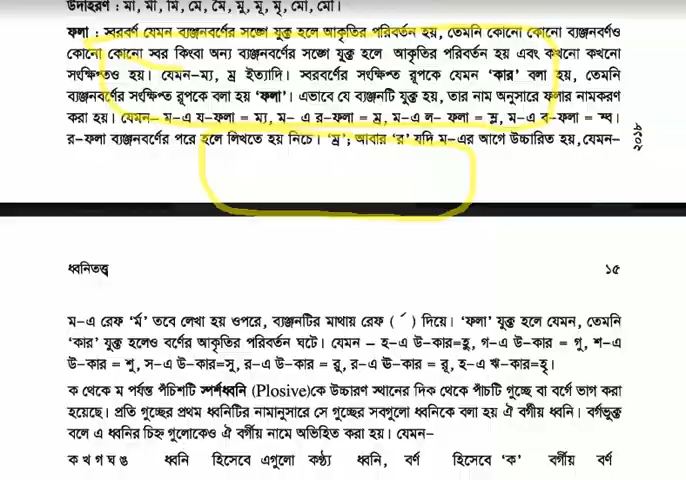 উদাহরণ : মা, মী, মি, মে, মৈ, মু, মূ, মৃ, মো, মৌ।
ফলা : স্বরবর্ণ যেমন ব্যঞ্জনবর্ণের সঙ্গে যুক্ত হলে আকৃতির পরিবর্তন হয়, তেমনি কোনো কোনো ব্যঞ্জনবর্ণও
কোনো কোনো স্বর কিংবা অন্য ব্যঞ্জনবর্ণের সঙ্গে যুক্ত হলে আকৃতির পরিবর্তন হয় এবং কখনো কখনো
সংক্ষিপ্তও হয়। যেমন-ম্য, ম্র ইত্যাদি। স্বরবর্ণের সংক্ষিপ্ত রূপকে যেমন ‘কার’ বলা হয়, তেমনি
ব্যঞ্জনবর্ণের সংক্ষিপ্ত রূপকে বলা হয় ‘ফলা’। এভাবে যে ব্যঞ্জনটি যুক্ত হয়, তার নাম অনুসারে ফলার নামকরণ
করা হয়। যেমন– ম-এ য-ফলা = ম্য, ম– এ র-ফলা = ম্র, ম-এ ল- ফলা = ম্ল, ম-এ ব-ফলা = ম্ব।
র-ফলা ব্যঞ্জনবর্ণের পরে হলে লিখতে হয় নিচে। ‘ম্র’; আবার ‘র’ যদি ম-এর আগে উচ্চারিত হয়, যেমন–
২০১৮
ধ্বনিতত্ত্ব ১৫
ম-এ রেফ ‘র্ম’ তবে লেখা হয় ওপরে, ব্যঞ্জনটির মাথায় রেফ ( ´ ) দিয়ে। ‘ফলা’ যুক্ত হলে যেমন, তেমনি
‘কার’ যুক্ত হলেও বর্ণের আকৃতির পরিবর্তন ঘটে। যেমন – হ-এ উ-কার=হু, গ-এ উ-কার = গু, শ-এ
উ-কার = শু, স-এ উ-কার=সু, র-এ উ-কার = রু, র-এ ঊ-কার = রূ, হ-এ ঋ-কার=হৃ।
ক থেকে ম পর্যন্ত পঁচিশটি স্পর্শধ্বনি (Plosive)কে উচ্চারণ স্থানের দিক থেকে পাঁচটি গুচ্ছে বা বর্গে ভাগ করা
হয়েছে। প্রতি গুচ্ছের প্রথম ধ্বনিটির নামানুসারে সে গুচ্ছের সবগুলো ধ্বনিকে বলা হয় ঐ বর্গীয় ধ্বনি। বর্গভুক্ত
বলে এ ধ্বনির চিহ্ন গুলোকেও ঐ বর্গীয় নামে অভিহিত করা হয়। যেমন–
ক খ গ ঘ ঙ ধ্বনি হিসেবে এগুলো কণ্ঠ্য ধ্বনি, বর্ণ হিসেবে ‘ক’ বর্গীয় বর্ণ